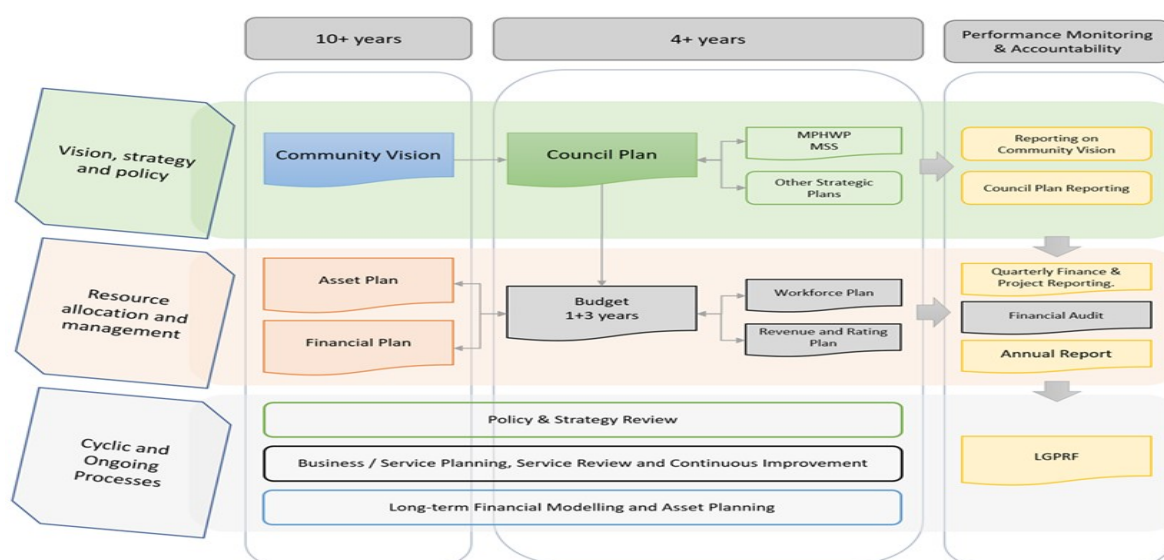 10+ years
4+ years
Performance Monitoring
& Accountability
Vision, strategy
and policy
Community Vision
Council Plan
MPHWP
MSS
Other Strategic
Plans
Reporting on
Community Vision
Council Plan Reporting
Resource
allocation and
management
Asset Plan
Financial Plan
Budget
1+3 years
Workforce Plan
Revenue and Rating
Plan
Quarterly Finance &
Project Reporting.
Financial Audit
Annual Report
Cyclic and
Ongoing
Processes
Policy & Strategy Review
Business / Service Planning, Service Review and Continuous Improvement
Long-term Financial Modelling and Asset Planning
LGPRF